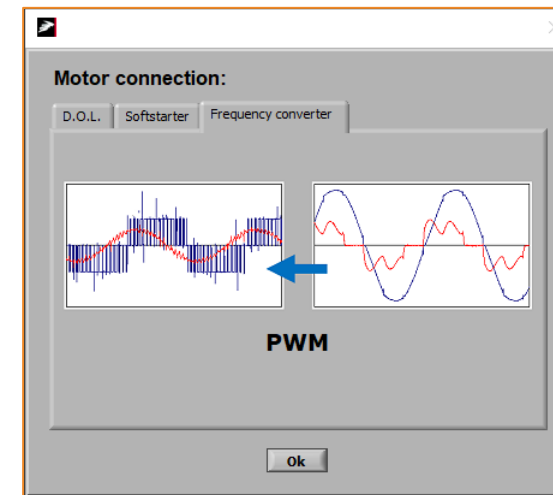 Motor connection:
D.O.L. Softstarter Frequency converter
PWM
Ok